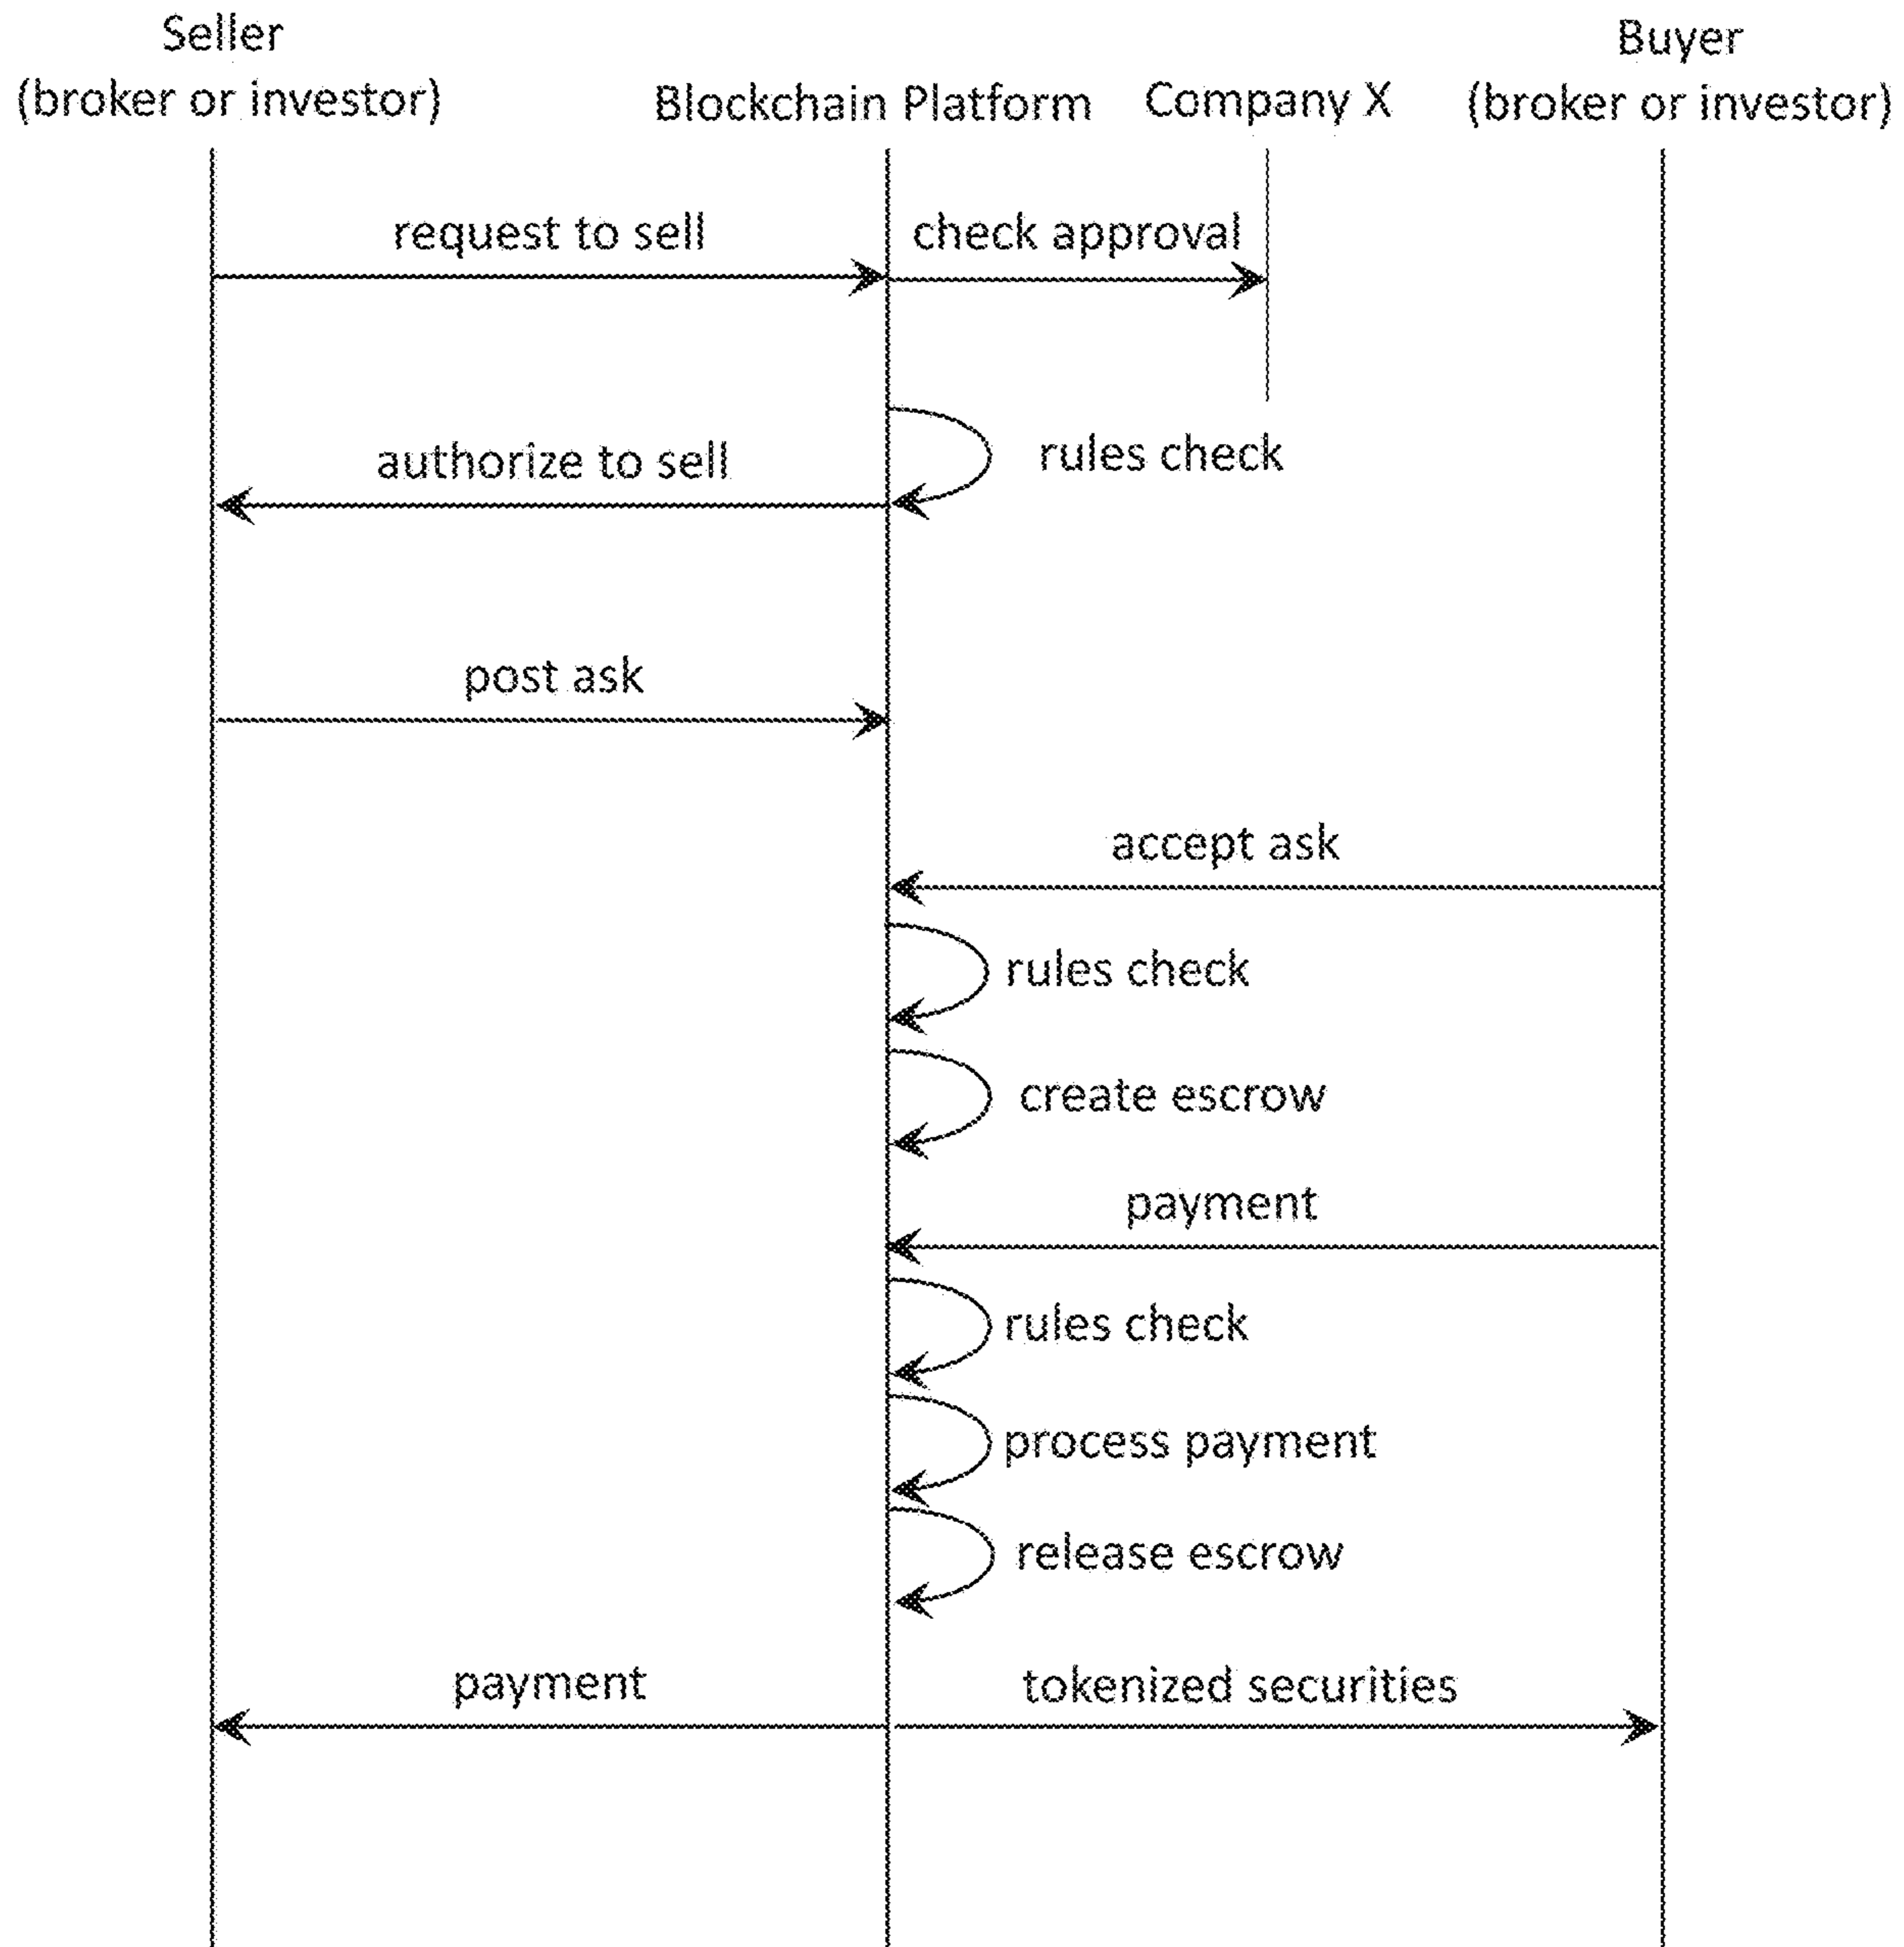 Seller
(broker or investor)
Blockchain Platform
Company X
Buyer
(broker or investor)
request to sell
check approval
rules check
authorize to sell
post ask
accept ask
rules check
create escrow
payment
rules check
process payment
release escrow
payment
tokenized securities